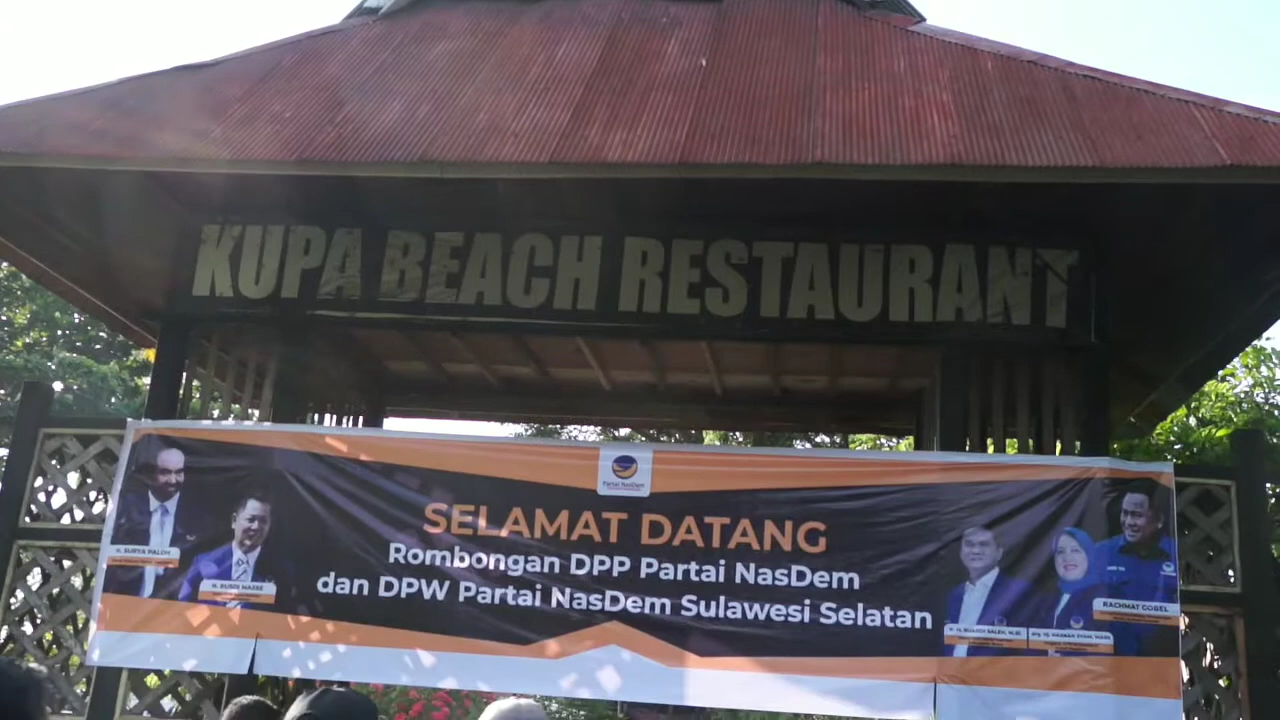 KUPA BEACH RESTAURANT
Partai NasDem
SELAMAT DATANG
Rombongan DPP Partai NasDem
dan DPW Partai NasDem Sulawesi Selatan
H. SURYA PALOH
H. RUSDI MASSE
RACHMAT GOBEL